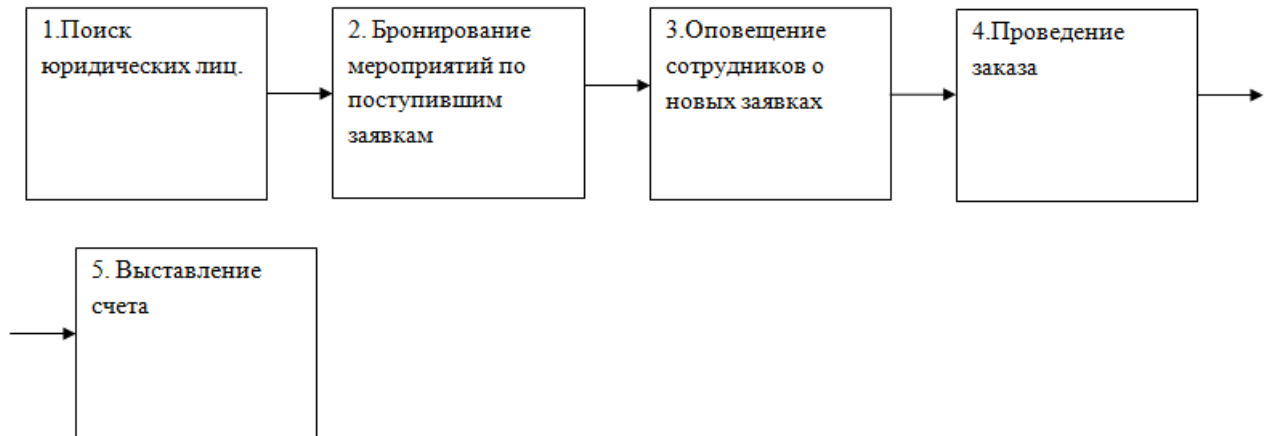 1.Поиск
юридических лиц.
2. Бронирование
мероприятий по
поступившим
заявкам
3.Оповещение
сотрудников о
новых заявках
4.Проведение
заказа
5. Выставление
счета